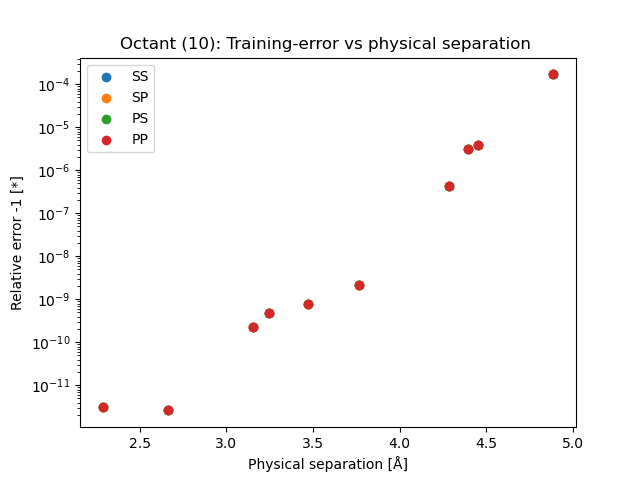 Octant (10): Training-error vs physical separation
SS
SP
PS
PP
Relative error -1 [*]
10⁻⁴
10⁻⁵
10⁻⁶
10⁻⁷
10⁻⁸
10⁻⁹
10⁻¹⁰
10⁻¹¹
2.5 3.0 3.5 4.0 4.5 5.0
Physical separation [Å]